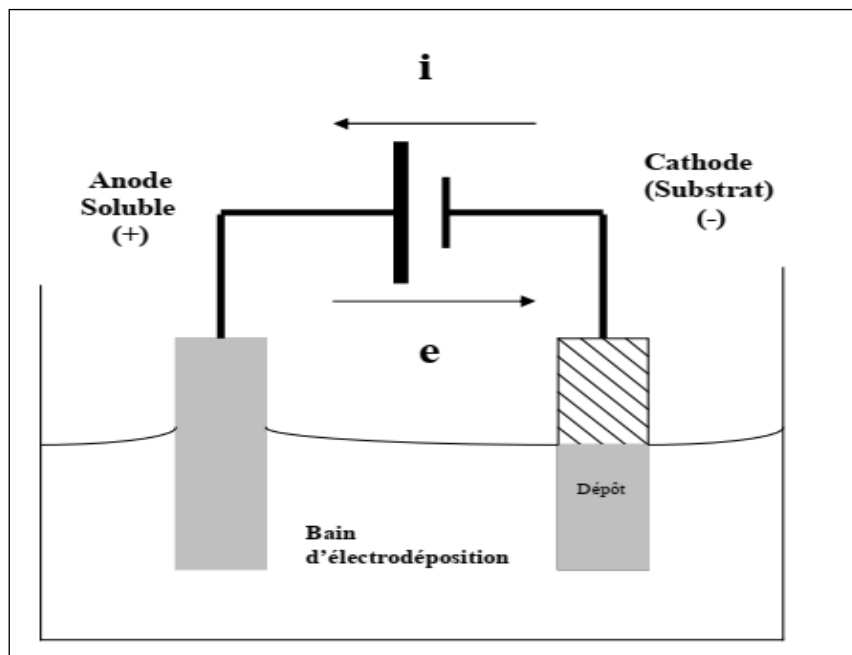 i
Anode
Soluble
(+)
Cathode
(Substrat)
(-)
e
Dépôt
Bain
d'électrodéposition